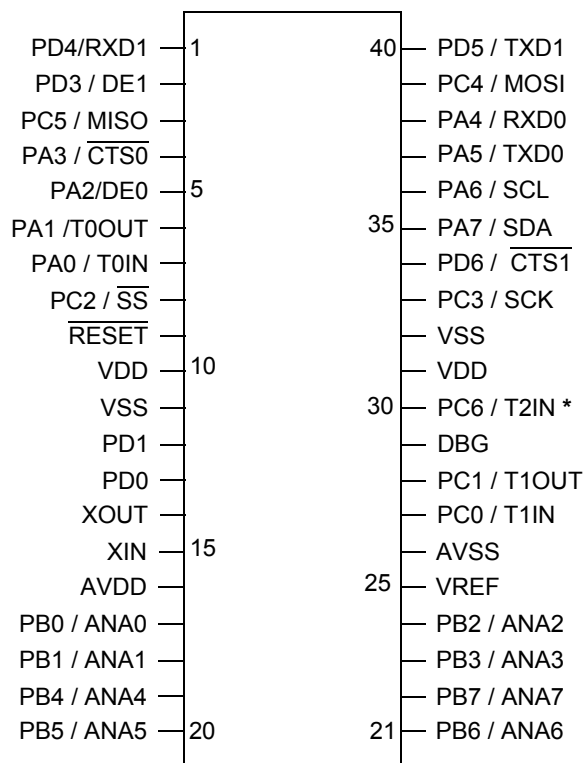 PD4/RXD1 1 40 PD5 / TXD1
PD3 / DE1 PC4 / MOSI
PC5 / MISO PA4 / RXD0
PA3 / CTS0 PA5 / TXD0
PA2/DE0 5 PA6 / SCL
PA1 /T0OUT 35 PA7 / SDA
PA0 / T0IN PD6 / CTS1
PC2 / SS PC3 / SCK
RESET VSS
VDD 10 VDD
VSS 30 PC6 / T2IN *
PD1 DBG
PD0 PC1 / T1OUT
XOUT PC0 / T1IN
XIN 15 AVSS
AVDD 25 VREF
PB0 / ANA0 PB2 / ANA2
PB1 / ANA1 PB3 / ANA3
PB4 / ANA4 PB7 / ANA7
PB5 / ANA5 20 21 PB6 / ANA6